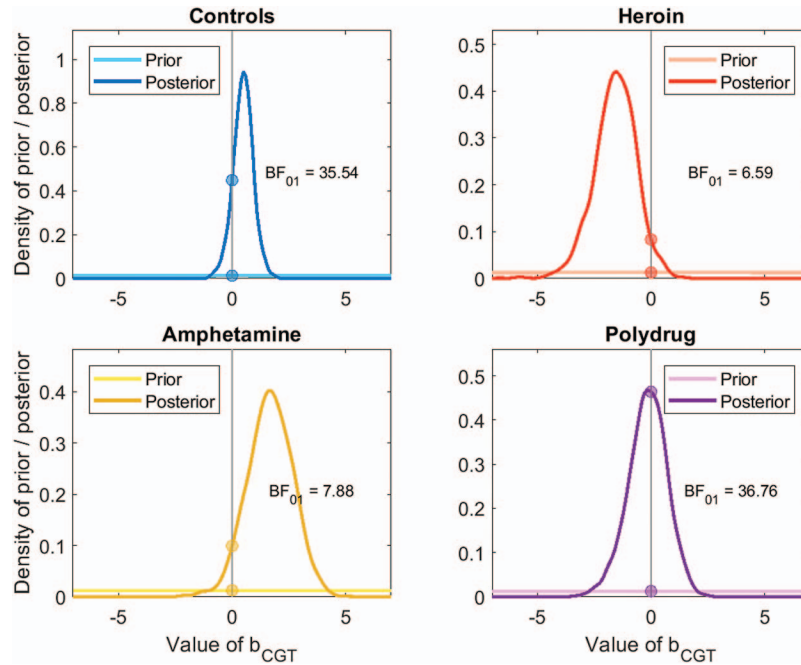 Controls
Density of prior / posterior
1
0.8
0.6
0.4
0.2
0
Prior
Posterior
BF01 = 35.54
-5
0
5
Heroin
0.5
0.4
0.3
0.2
0.1
0
Prior
Posterior
BF01 = 6.59
-5
0
5
Amphetamine
Density of prior / posterior
0.4
0.3
0.2
0.1
0
Prior
Posterior
BF01 = 7.88
-5
0
5
Value of bCGT
Polydrug
0.5
0.4
0.3
0.2
0.1
0
Prior
Posterior
BF01 = 36.76
-5
0
5
Value of bCGT